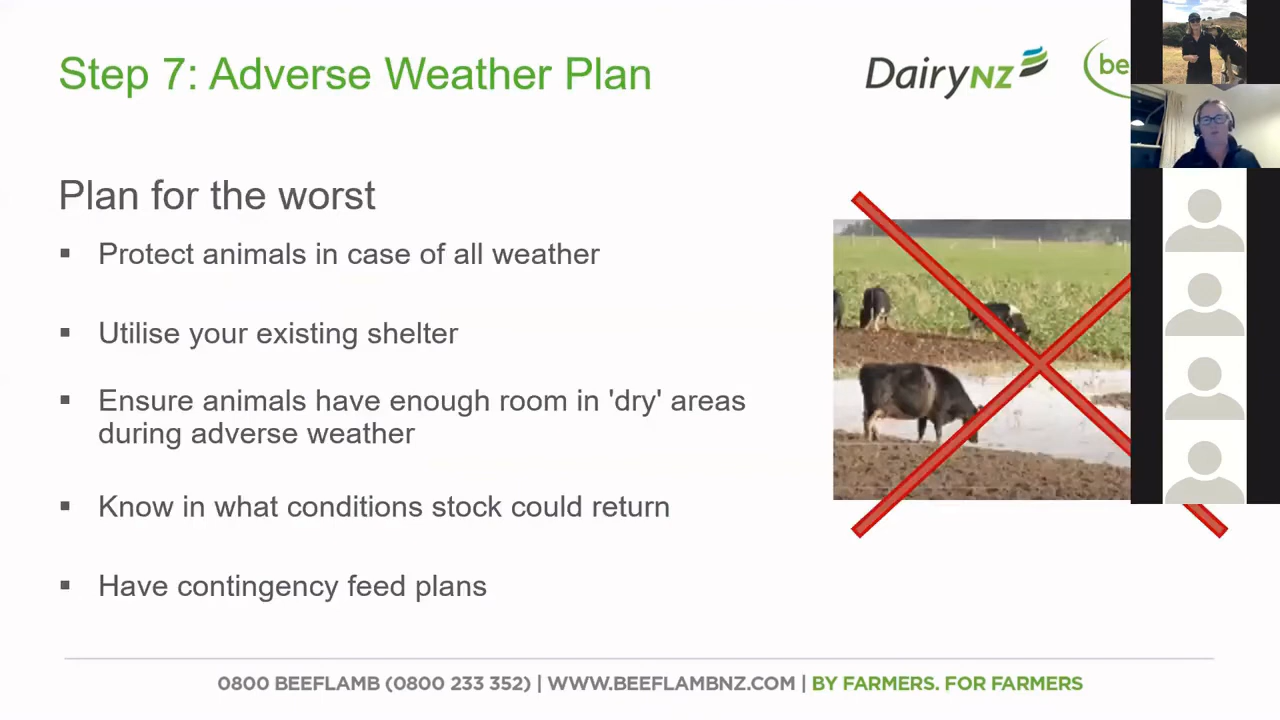 Step 7: Adverse Weather Plan
DairyNZ
Plan for the worst
▪ Protect animals in case of all weather
▪ Utilise your existing shelter
▪ Ensure animals have enough room in 'dry' areas
during adverse weather
▪ Know in what conditions stock could return
▪ Have contingency feed plans
0800 BEEFLAMB (0800 233 352) | WWW.BEEFLAMBNZ.COM | BY FARMERS. FOR FARMERS